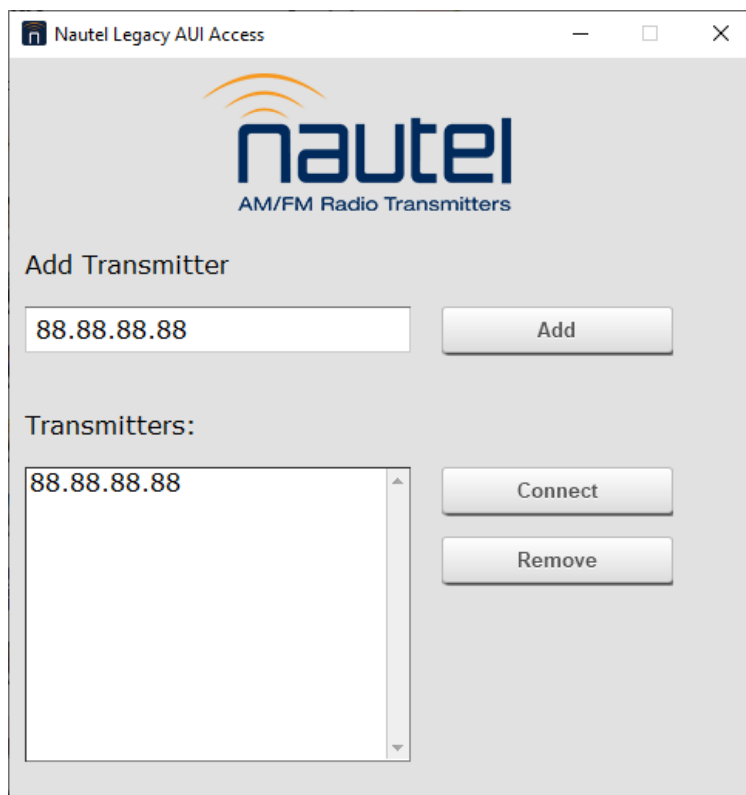 Nautel Legacy AUI Access
nautel
AM/FM Radio Transmitters
Add Transmitter
88.88.88.88
Add
Transmitters:
88.88.88.88
Connect
Remove